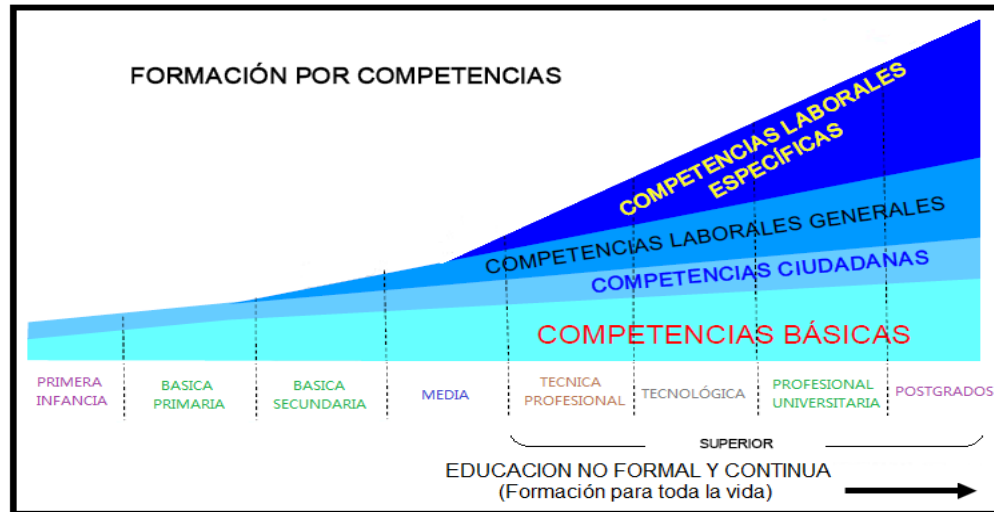 FORMACIÓN POR COMPETENCIAS
COMPETENCIAS LABORALES
ESPECÍFICAS
COMPETENCIAS LABORALES GENERALES
COMPETENCIAS CIUDADANAS
COMPETENCIAS BÁSICAS
PRIMERA
INFANCIA
BASICA
PRIMARIA
BASICA
SECUNDARIA
MEDIA
TECNICA
PROFESIONAL
TECNOLÓGICA
PROFESIONAL
UNIVERSITARIA
POSTGRADOS
SUPERIOR
EDUCACION NO FORMAL Y CONTINUA
(Formación para toda la vida)